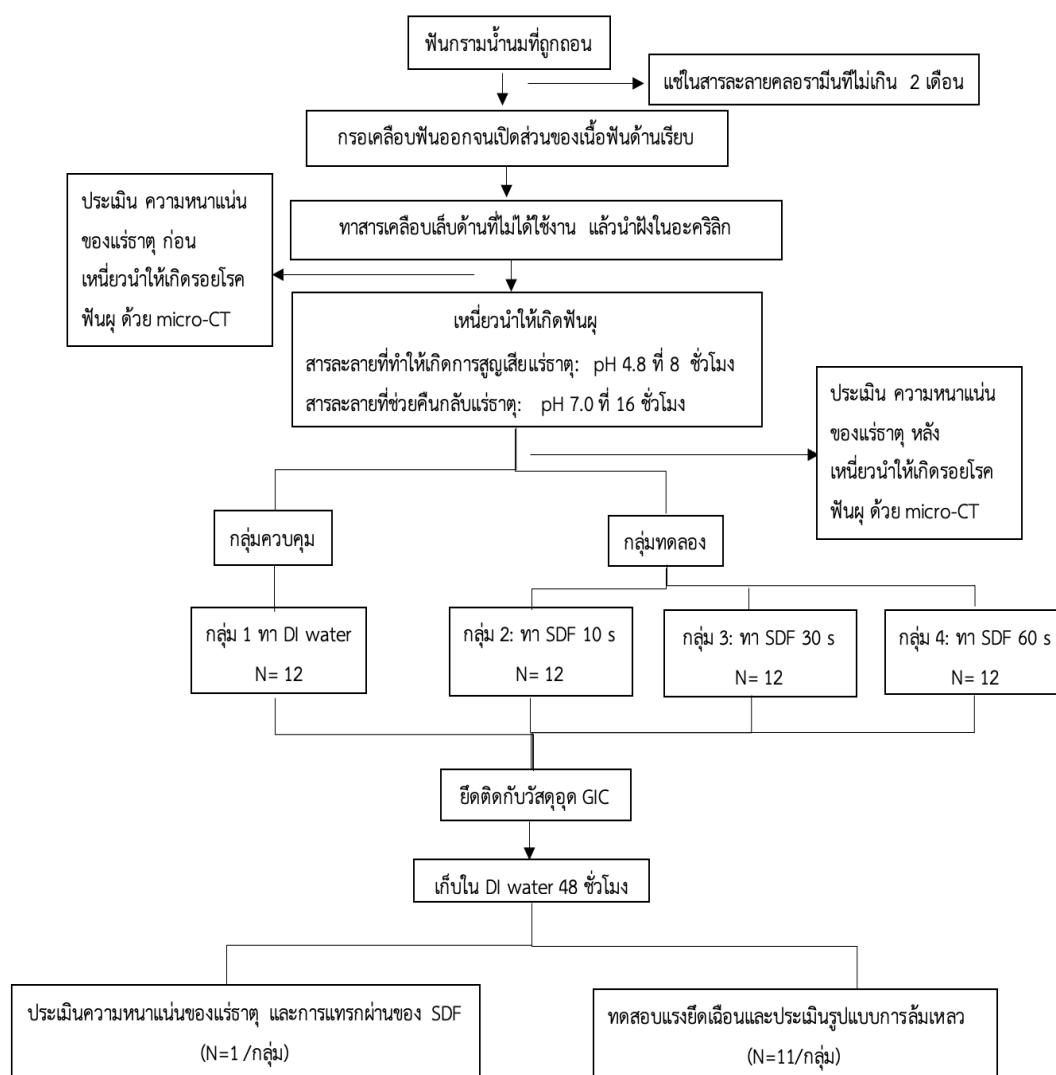 ฟันกรามน้ำนมที่ถูกถอน
แช่ในสารละลายคลอรามีนทีไม่เกิน 2 เดือน
กรอเคลือบฟันออกจนเปิดส่วนของเนื้อฟันด้านเรียบ
ประเมิน ความหนาแน่น
ของแร่ธาตุ ก่อน
เหนี่ยวนำให้เกิดรอยโรค
ฟันผุ ด้วย micro-CT
ทาสารเคลือบเล็บด้านที่ไม่ได้ใช้งาน แล้วนำฝังในอะคริลิก
เหนี่ยวนำให้เกิดฟันผุ
สารละลายที่ทำให้เกิดการสูญเสียแร่ธาตุ: pH 4.8 ที่ 8 ชั่วโมง
สารละลายที่ช่วยคืนกลับแร่ธาตุ: pH 7.0 ที่ 16 ชั่วโมง
ประเมิน ความหนาแน่น
ของแร่ธาตุ หลัง
เหนี่ยวนำให้เกิดรอยโรค
ฟันผุ ด้วย micro-CT
กลุ่มควบคุม
กลุ่มทดลอง
กลุ่ม 1 ทา DI water
N= 12
กลุ่ม 2: ทา SDF 10 s
N= 12
กลุ่ม 3: ทา SDF 30 s
N= 12
กลุ่ม 4: ทา SDF 60 s
N= 12
ยึดติดกับวัสดุอุด GIC
เก็บใน DI water 48 ชั่วโมง
ประเมินความหนาแน่นของแร่ธาตุ และการแทรกผ่านของ SDF
(N=1 /กลุ่ม)
ทดสอบแรงยึดเฉือนและประเมินรูปแบบการล้มเหลว
(N=11/กลุ่ม)